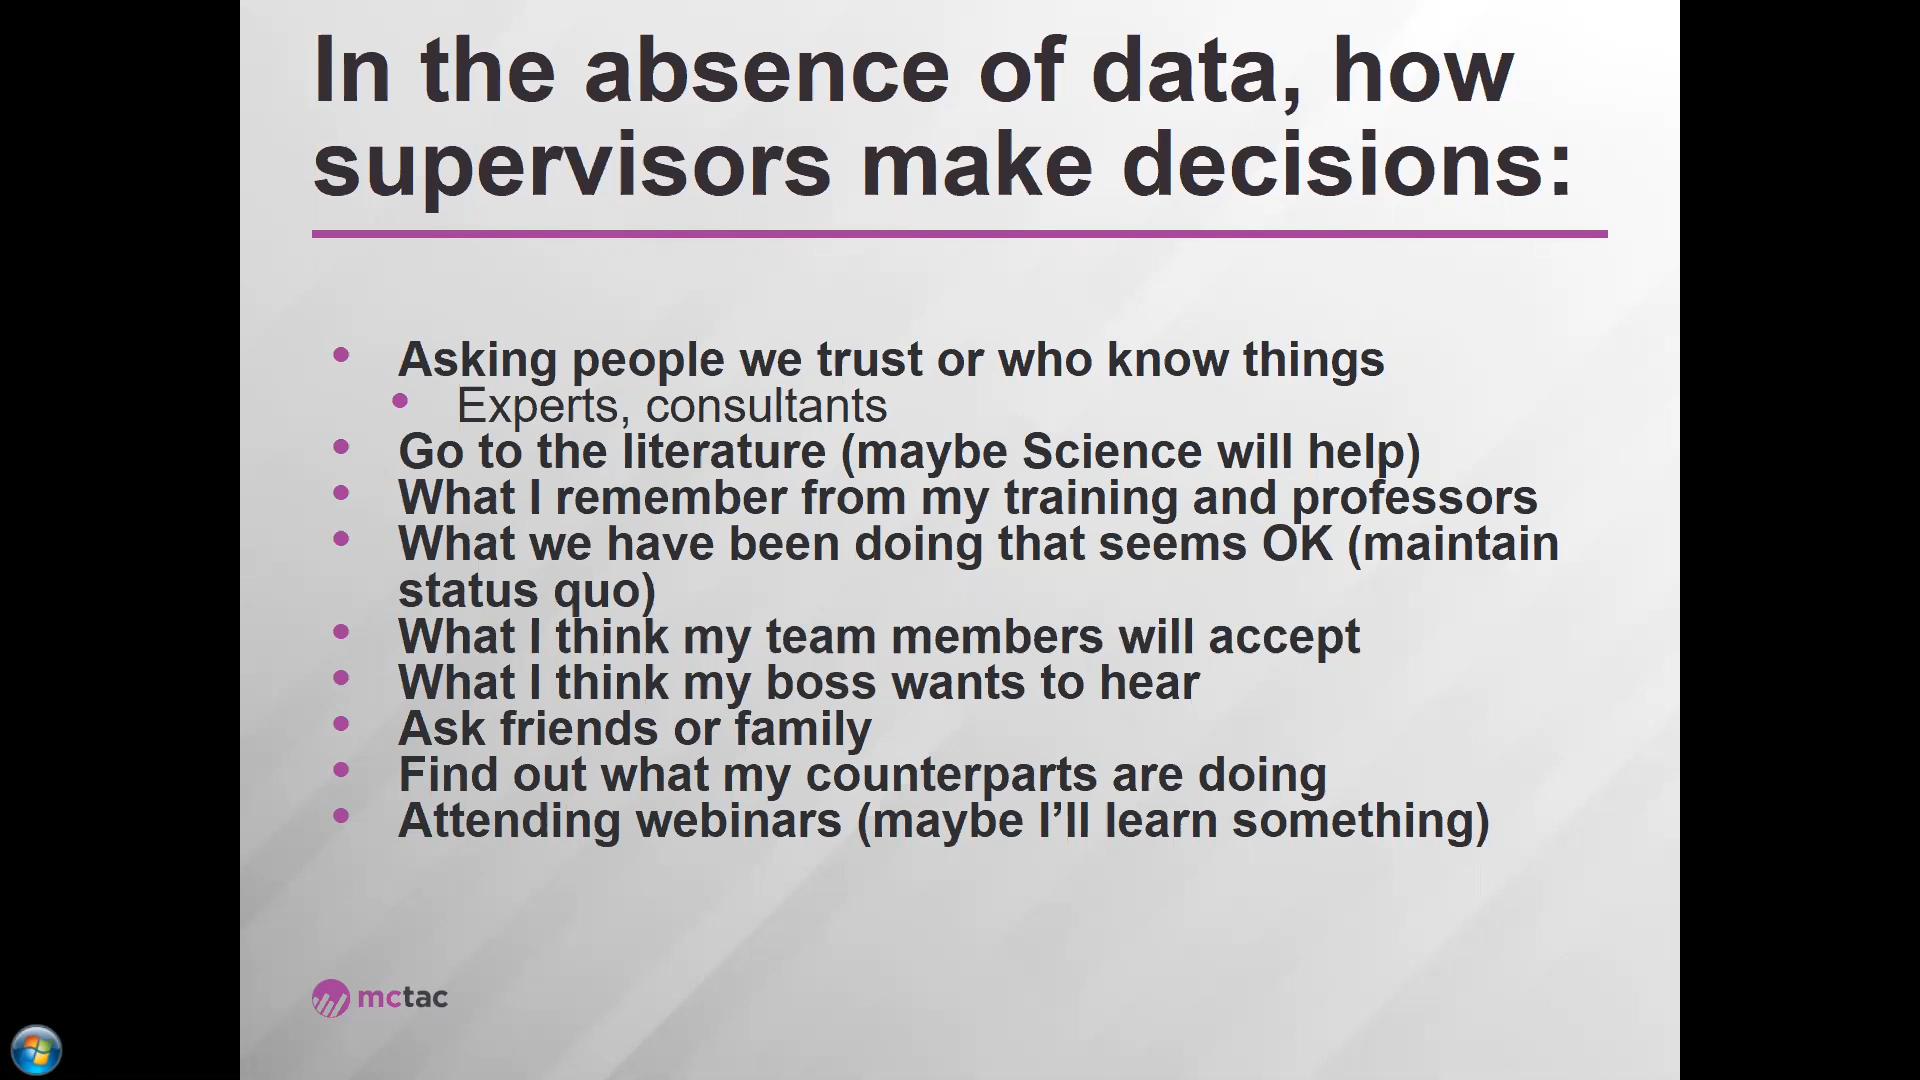 In the absence of data, how
supervisors make decisions:
• Asking people we trust or who know things
• Experts, consultants
• Go to the literature (maybe Science will help)
• What I remember from my training and professors
• What we have been doing that seems OK (maintain
status quo)
• What I think my team members will accept
• What I think my boss wants to hear
• Ask friends or family
• Find out what my counterparts are doing
• Attending webinars (maybe I’ll learn something)
mctac